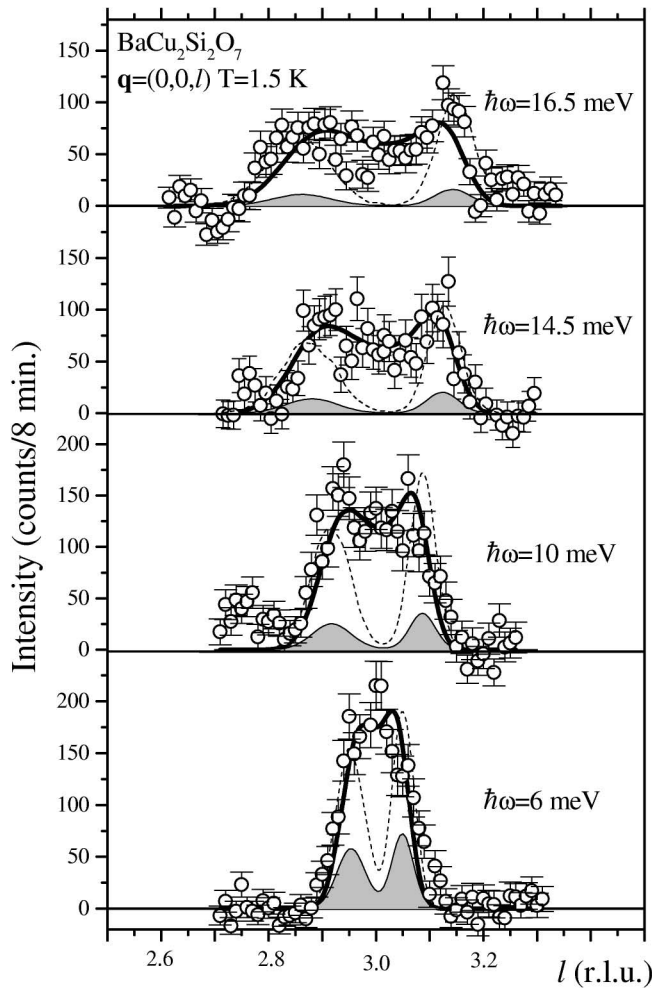 BaCu₂Si₂O₇
q=(0,0,l) T=1.5 K
ħω=16.5 meV
150
100
50
0
ħω=14.5 meV
150
100
50
0
ħω=10 meV
200
150
100
50
0
ħω=6 meV
200
150
100
50
0
Intensity (counts/8 min.)
2.6 2.8 3.0 3.2
l (r.l.u.)